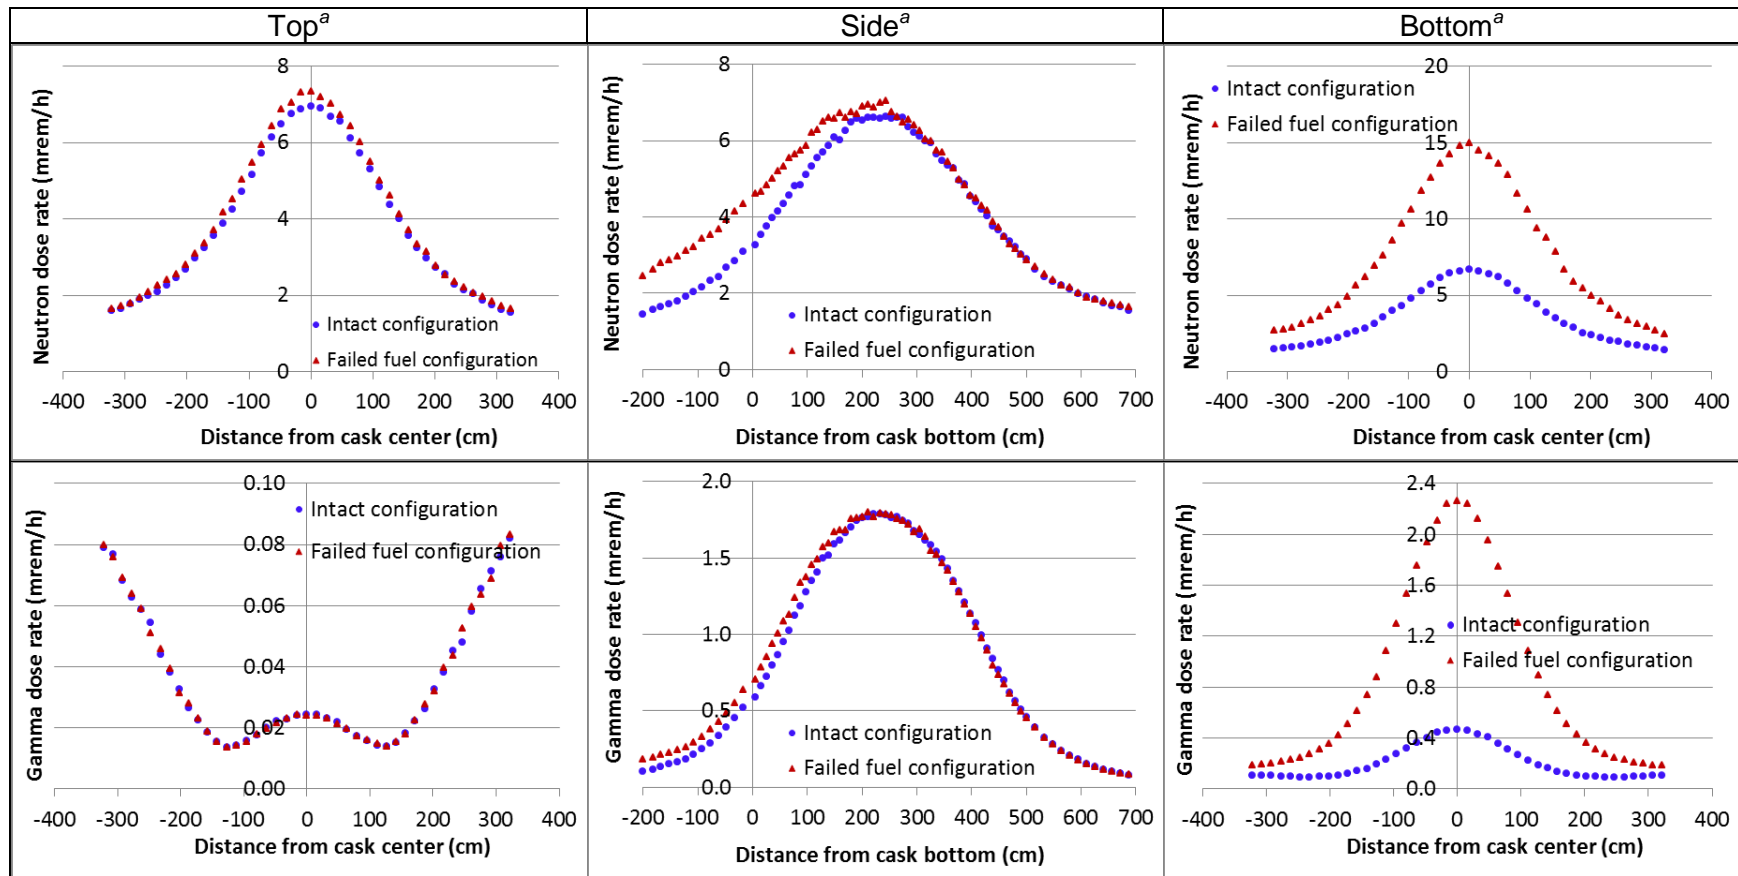 Topᵃ
Sideᵃ
Bottomᵃ
Neutron dose rate (mrem/h)
8
6
4
2
0
Intact configuration
Failed fuel configuration
-400 -300 -200 -100 0 100 200 300 400
Distance from cask center (cm)
Neutron dose rate (mrem/h)
8
6
4
2
0
Intact configuration
Failed fuel configuration
-200 -100 0 100 200 300 400 500 600 700
Distance from cask bottom (cm)
Neutron dose rate (mrem/h)
20
15
10
5
0
Intact configuration
Failed fuel configuration
-400 -300 -200 -100 0 100 200 300 400
Distance from cask center (cm)
Gamma dose rate (mrem/h)
0.10
0.08
0.06
0.04
0.02
0.00
Intact configuration
Failed fuel configuration
-400 -300 -200 -100 0 100 200 300 400
Distance from cask center (cm)
Gamma dose rate (mrem/h)
2.0
1.5
1.0
0.5
0.0
Intact configuration
Failed fuel configuration
-200 -100 0 100 200 300 400 500 600 700
Distance from cask bottom (cm)
Gamma dose rate (mrem/h)
2.4
2.0
1.6
1.2
0.8
0.4
0.0
Intact configuration
Failed fuel configuration
-400 -300 -200 -100 0 100 200 300 400
Distance from cask center (cm)